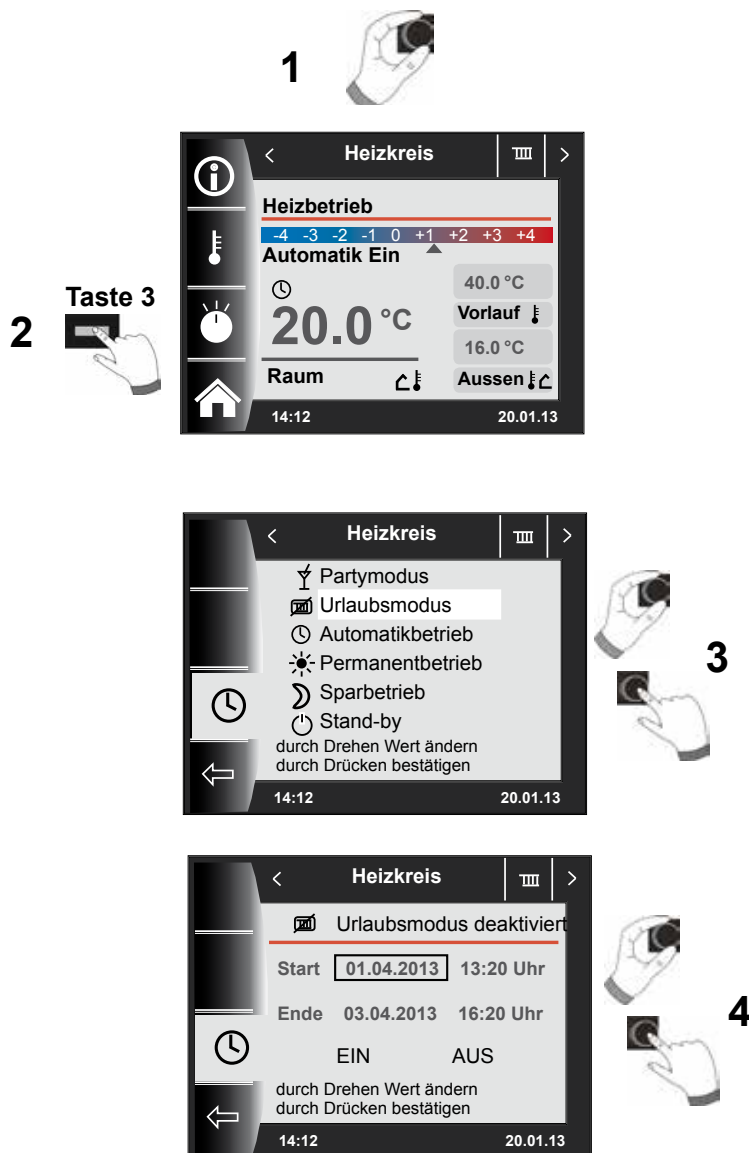 1
< Heizkreis >
Heizbetrieb
-4 -3 -2 -1 0 +1 +2 +3 +4
Automatik Ein
40.0 °C
Taste 3
2
20.0 °C
Vorlauf
16.0 °C
Raum
Aussen
14:12 20.01.13
< Heizkreis >
Partymodus
Urlaubsmodus
Automatikbetrieb
Permanentbetrieb
3
Sparbetrieb
Stand-by
durch Drehen Wert ändern
durch Drücken bestätigen
14:12 20.01.13
< Heizkreis >
Urlaubsmodus deaktiviert
Start 01.04.2013 13:20 Uhr
Ende 03.04.2013 16:20 Uhr
4
EIN AUS
durch Drehen Wert ändern
durch Drücken bestätigen
14:12 20.01.13